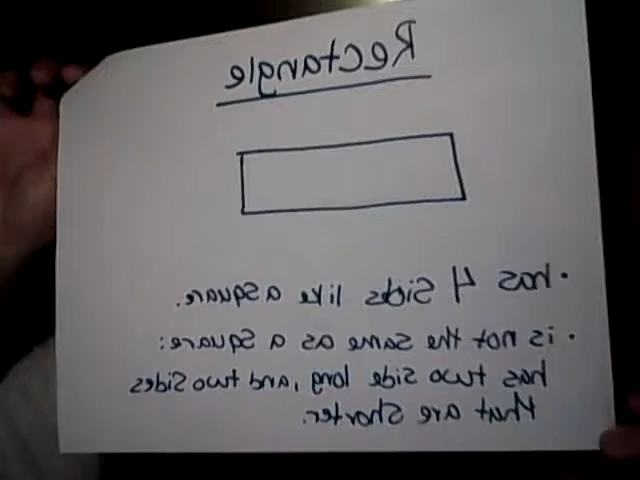 Rectangle
• has 4 Sides like a square.
• is not the same as a square:
has two side long, and two sides
that are shorter.